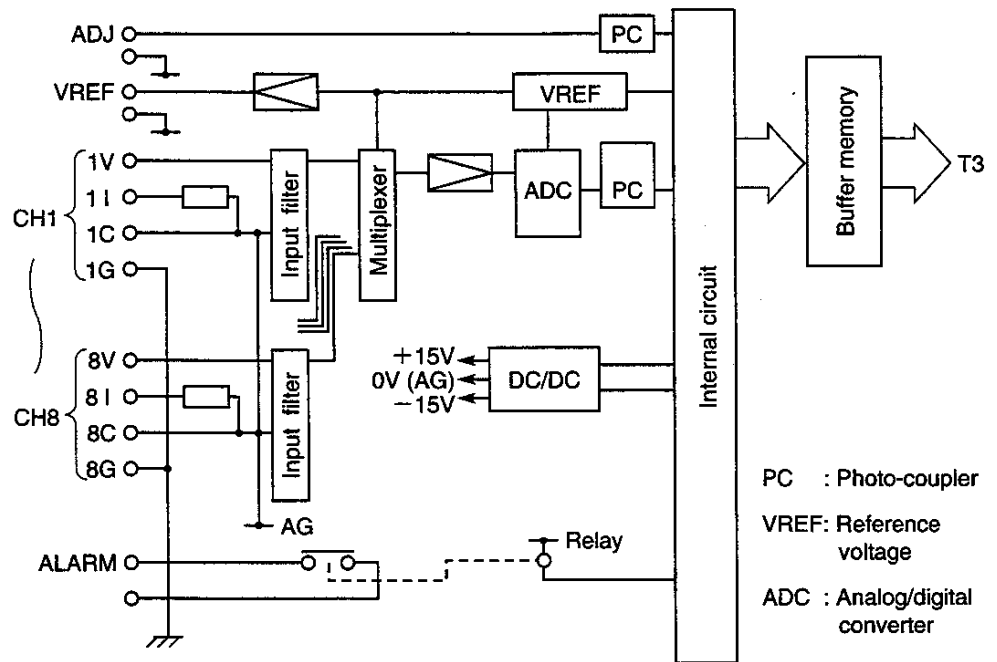 ADJ
PC
VREF
VREF
1V
1I
CH1
1C
1G
Input filter
Multiplexer
ADC
PC
Internal circuit
Buffer memory
T3
8V
8I
CH8
8C
8G
Input filter
+15V
0V (AG)
−15V
DC/DC
AG
ALARM
Relay
PC : Photo-coupler
VREF: Reference
voltage
ADC : Analog/digital
converter